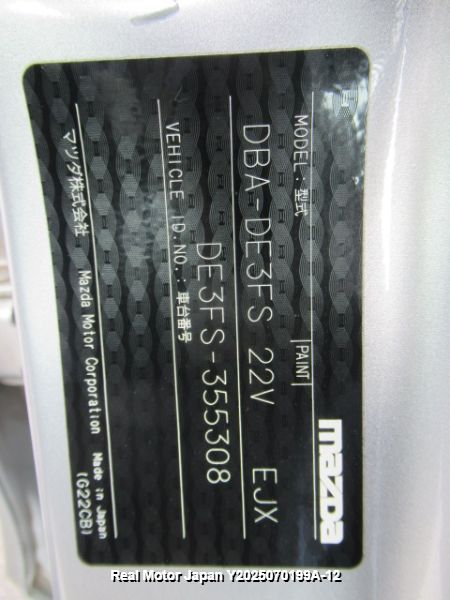 mazda
MODEL : 型式 PAINT
DBA-DE3FS 22V EJX
VEHICLE ID.NO. : 車台番号
DE3FS-355308
マツダ株式会社 Mazda Motor Corporation Made in Japan
(G22CB)
Real Motor Japan Y2025070199A-12